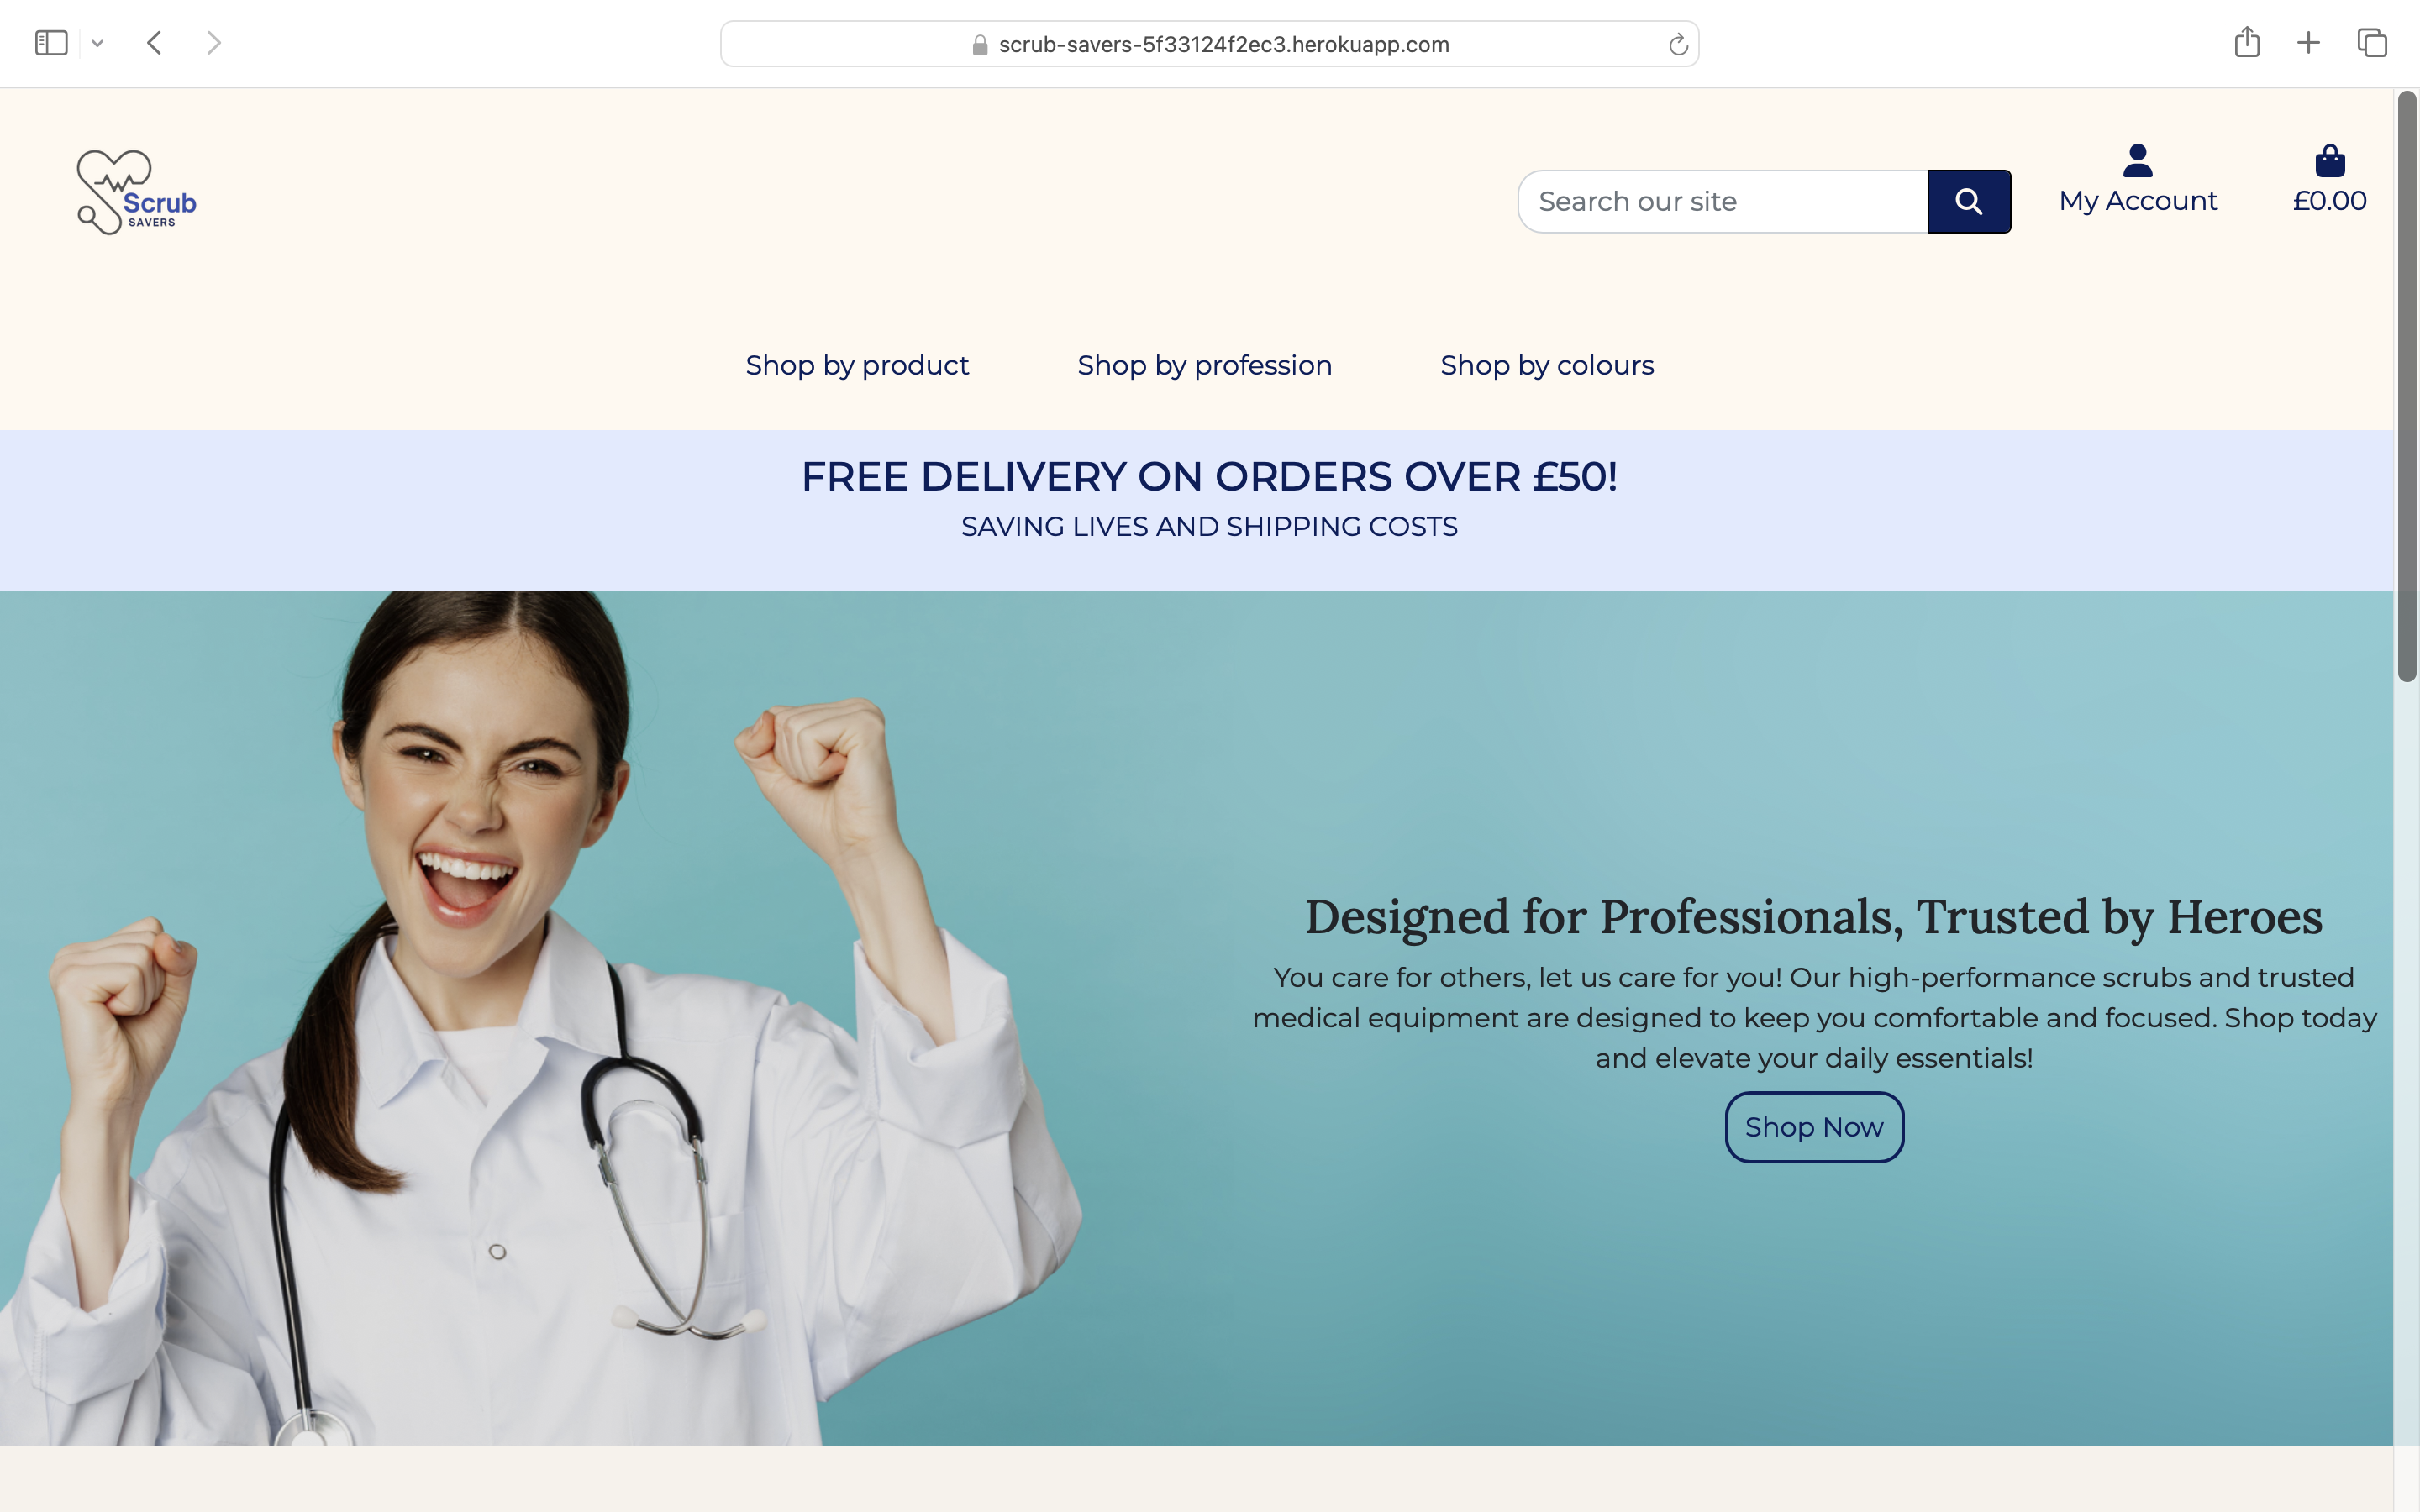 scrub-savers-5f33124f2ec3.herokuapp.com
Scrub
SAVERS
Search our site
My Account
£0.00
Shop by product
Shop by profession
Shop by colours
FREE DELIVERY ON ORDERS OVER £50!
SAVING LIVES AND SHIPPING COSTS
Designed for Professionals, Trusted by Heroes
You care for others, let us care for you! Our high-performance scrubs and trusted
medical equipment are designed to keep you comfortable and focused. Shop today
and elevate your daily essentials!
Shop Now